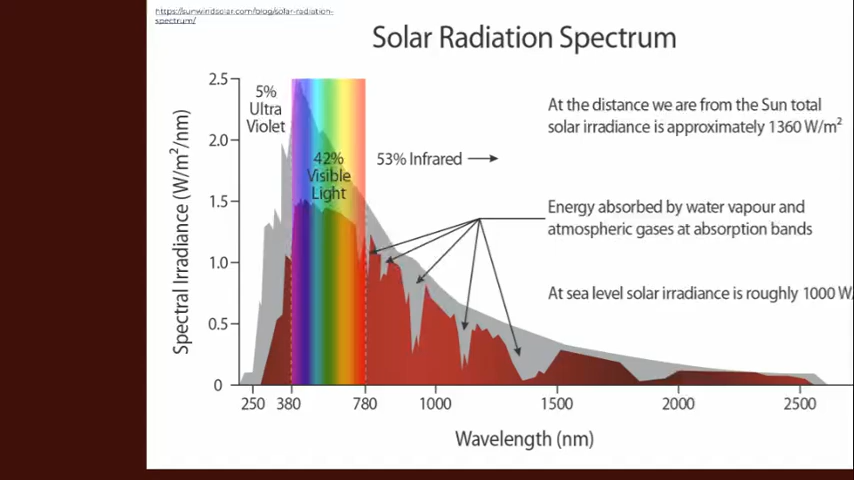 https://sunwindsolar.com/blog/solar-radiation-
spectrum/
Solar Radiation Spectrum
2.5
2.0
1.5
1.0
0.5
0
Spectral Irradiance (W/m²/nm)
5%
Ultra
Violet
42%
Visible
Light
53% Infrared
At the distance we are from the Sun total
solar irradiance is approximately 1360 W/m²
Energy absorbed by water vapour and
atmospheric gases at absorption bands
At sea level solar irradiance is roughly 1000 W/
250 380 780 1000 1500 2000 2500
Wavelength (nm)